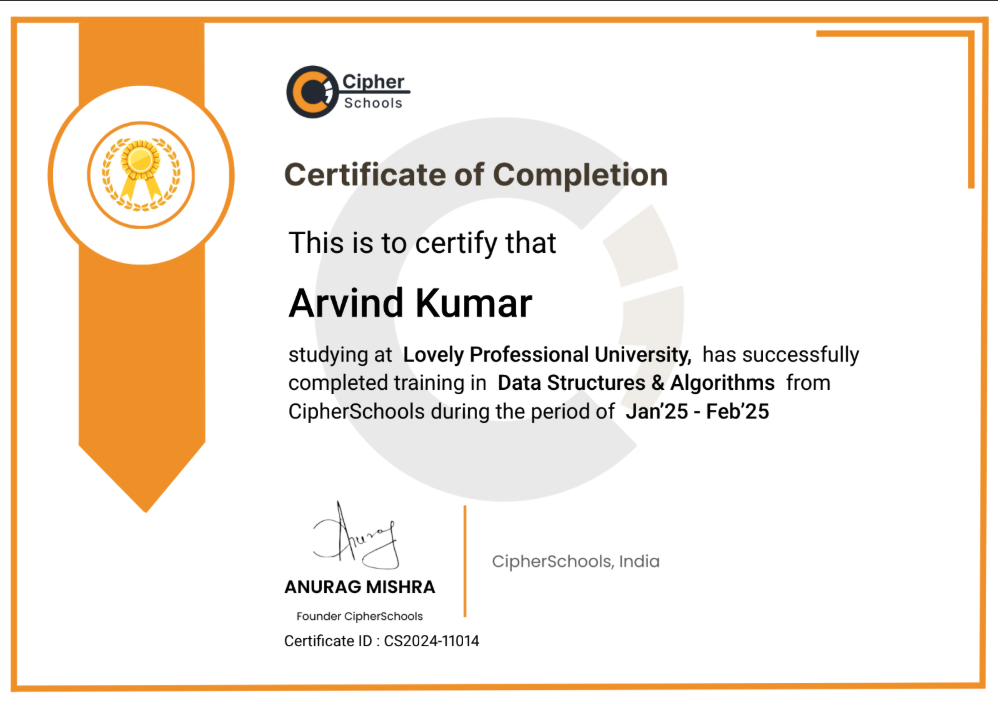 Cipher
Schools
Certificate of Completion
This is to certify that
Arvind Kumar
studying at Lovely Professional University, has successfully
completed training in Data Structures & Algorithms from
CipherSchools during the period of Jan’25 - Feb’25
Anurag
ANURAG MISHRA
Founder CipherSchools
Certificate ID : CS2024-11014
CipherSchools, India